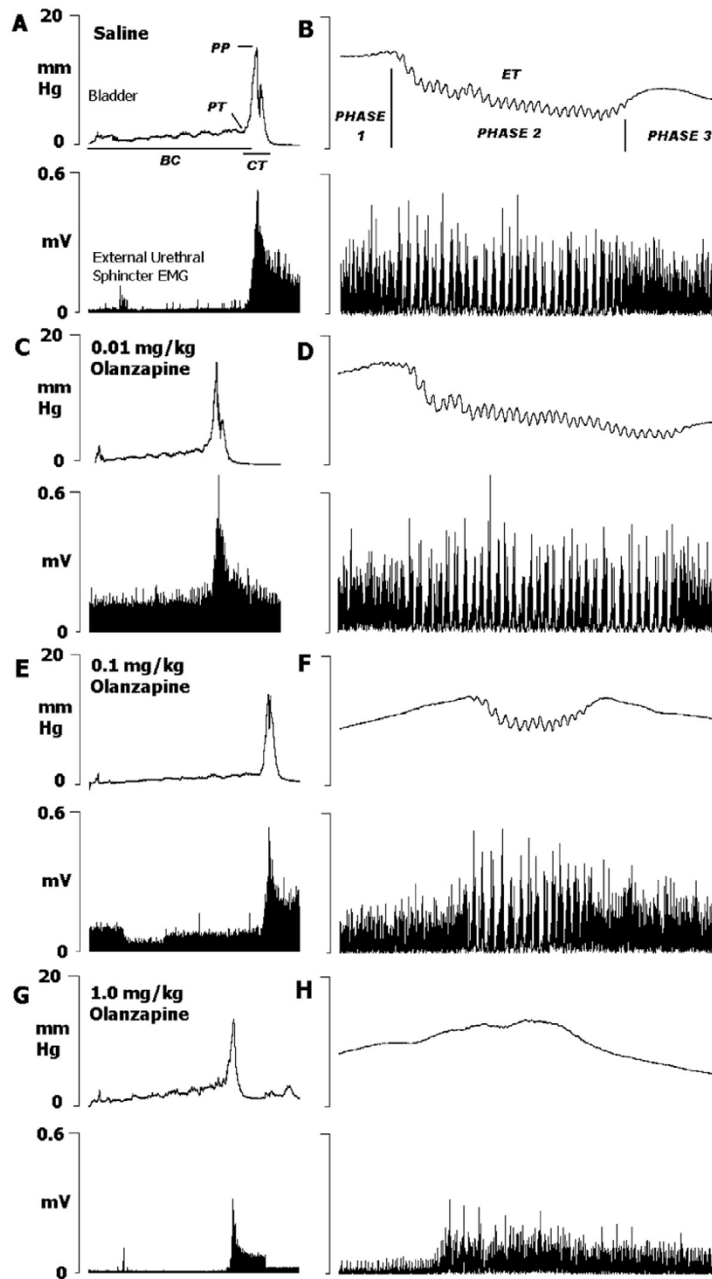 A
20
Saline
mm
Hg
Bladder
PP
PT
0
BC
CT
B
ET
PHASE
1
PHASE 2
PHASE 3
0.6
mV
External Urethral
Sphincter EMG
0
C
20
0.01 mg/kg
Olanzapine
mm
Hg
0
D
0.6
mV
0
E
20
0.1 mg/kg
Olanzapine
mm
Hg
0
F
0.6
mV
0
G
20
1.0 mg/kg
Olanzapine
mm
Hg
0
H
0.6
mV
0